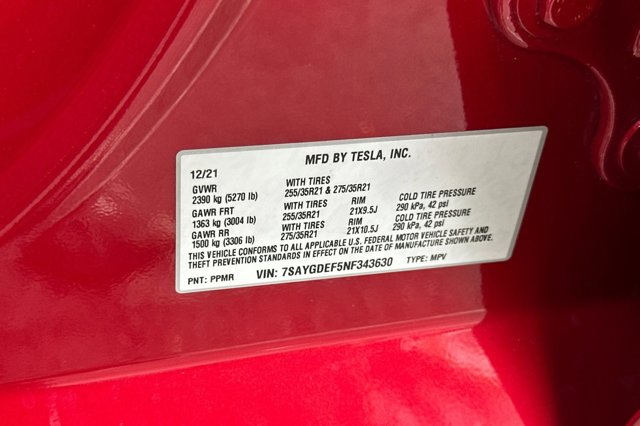 MFD BY TESLA, INC.
12/21
GVWR WITH TIRES
2390 kg (5270 lb) 255/35R21 & 275/35R21
GAWR FRT WITH TIRES RIM COLD TIRE PRESSURE
1363 kg (3004 lb) 255/35R21 21X9.5J 290 kPa, 42 psi
GAWR RR WITH TIRES RIM COLD TIRE PRESSURE
1500 kg (3306 lb) 275/35R21 21X10.5J 290 kPa, 42 psi
THIS VEHICLE CONFORMS TO ALL APPLICABLE U.S. FEDERAL MOTOR VEHICLE SAFETY AND
THEFT PREVENTION STANDARDS IN EFFECT ON THE DATE OF MANUFACTURE SHOWN ABOVE.
PNT: PPMR VIN: 7SAYGDEF5NF343630 TYPE: MPV